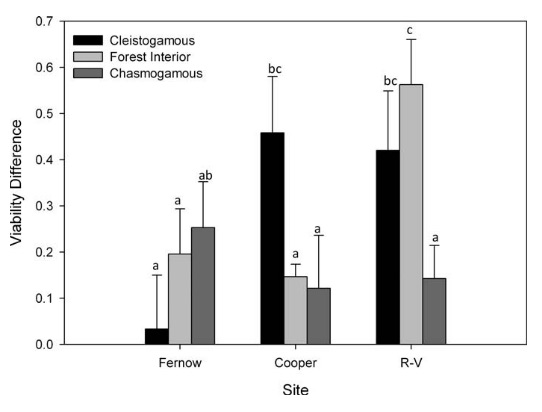 0.7
0.6
0.5
0.4
0.3
0.2
0.1
0.0
Viability Difference
Cleistogamous
Forest Interior
Chasmogamous
a
a
ab
bc
a
a
bc
c
a
Fernow
Cooper
R-V
Site